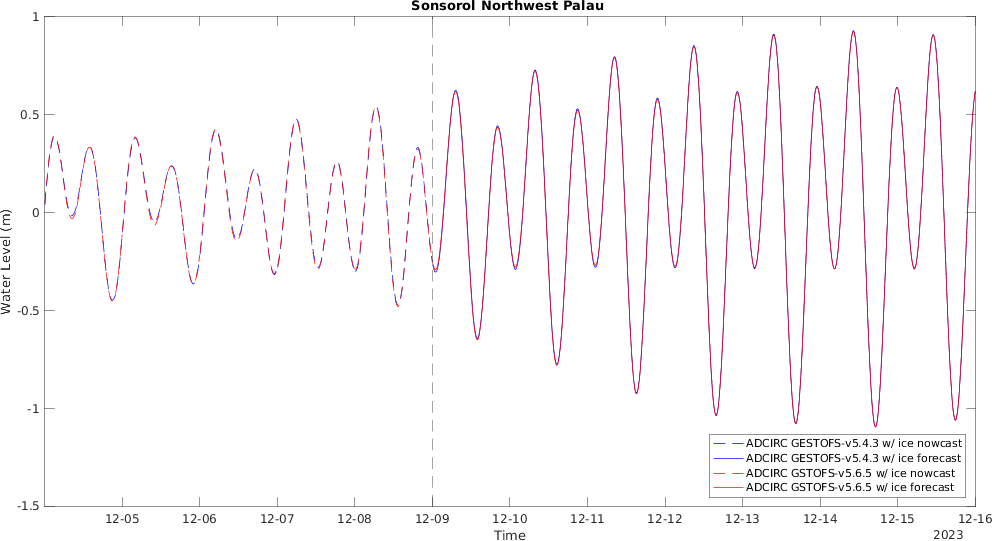 Sonsorol Northwest Palau
1
0.5
0
-0.5
-1
-1.5
Water Level (m)
12-05
12-06
12-07
12-08
12-09
12-10
12-11
12-12
12-13
12-14
12-15
12-16
Time
2023
ADCIRC GESTOFS-v5.4.3 w/ ice nowcast
ADCIRC GESTOFS-v5.4.3 w/ ice forecast
ADCIRC GSTOFS-v5.6.5 w/ ice nowcast
ADCIRC GSTOFS-v5.6.5 w/ ice forecast